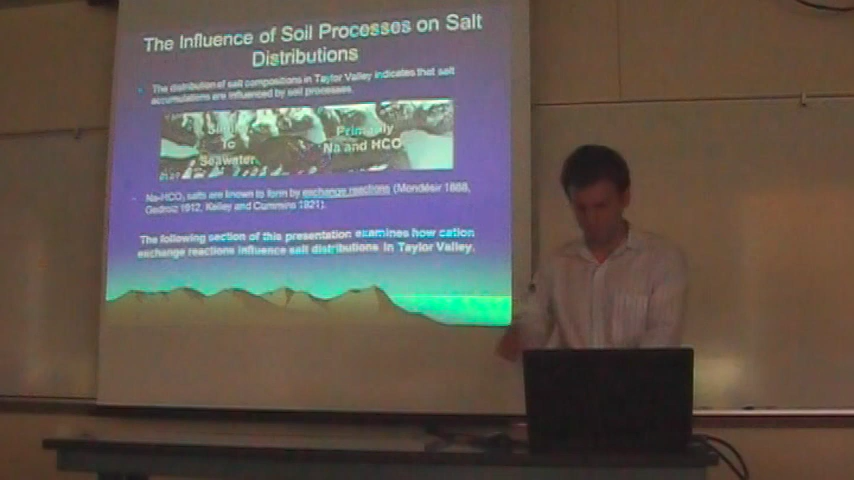 The Influence of Soil Processes on Salt
Distributions
The distribution of salt compositions in Taylor Valley indicates that salt
accumulations are influenced by soil processes.
Similar
To
Seawater
Primarily
Na and HCO
Na-HCO₃ salts are known to form by exchange reactions (Mondésir 1888,
Gedroiz 1912, Kelley and Cummins 1921).
The following section of this presentation examines how cation
exchange reactions influence salt distributions in Taylor Valley.